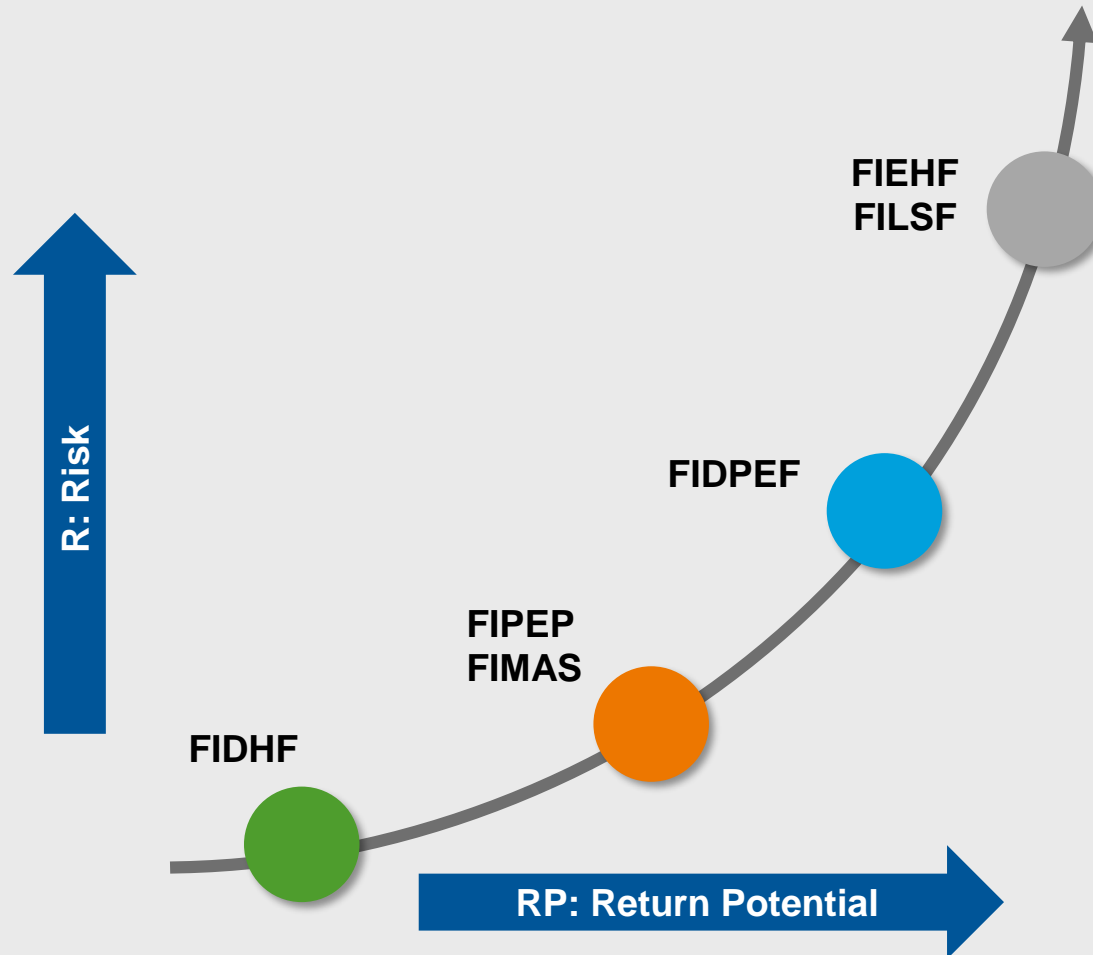 FIEHF
FILSF
R: Risk
FIDPEF
FIPEP
FIMAS
FIDHF
RP: Return Potential